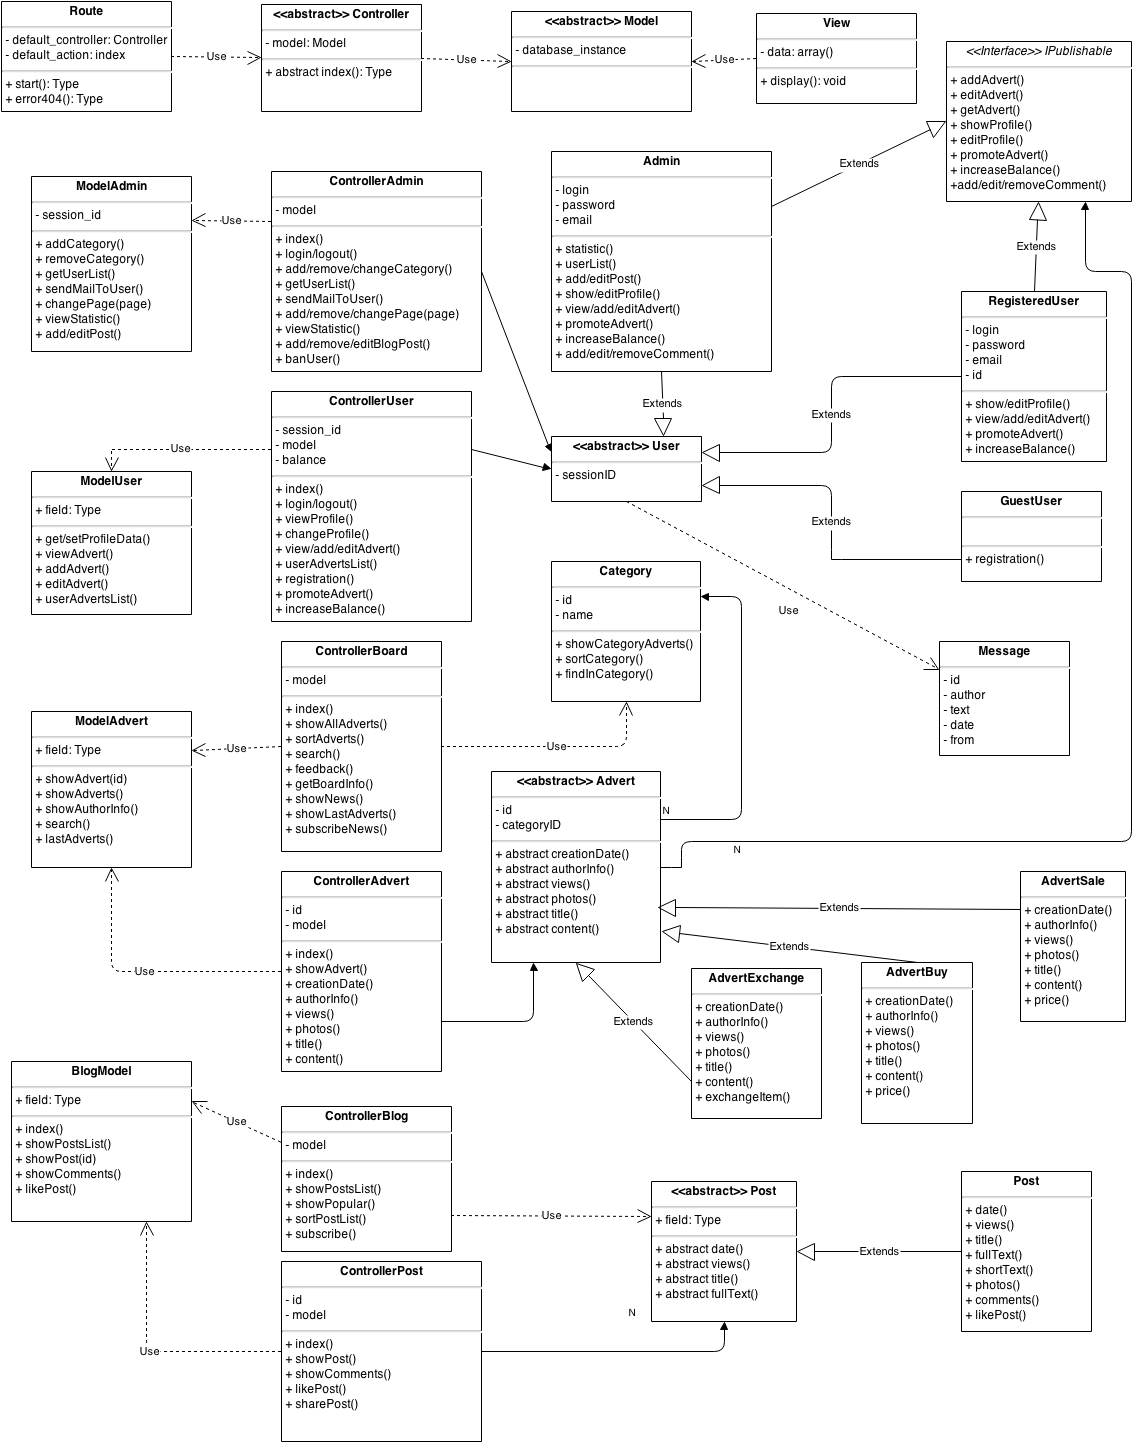 Route
- default_controller: Controller
- default_action: index
+ start(): Type
+ error404(): Type
Use
<<abstract>> Controller
- model: Model
+ abstract index(): Type
Use
<<abstract>> Model
- database_instance
Use
View
- data: array()
+ display(): void
<<Interface>> IPublishable
+ addAdvert()
+ editAdvert()
+ getAdvert()
+ showProfile()
+ editProfile()
+ promoteAdvert()
+ increaseBalance()
+add/edit/removeComment()
Extends
Extends
ModelAdmin
- session_id
+ addCategory()
+ removeCategory()
+ getUserList()
+ sendMailToUser()
+ changePage(page)
+ viewStatistic()
+ add/editPost()
Use
ControllerAdmin
- model
+ index()
+ login/logout()
+ add/remove/changeCategory()
+ getUserList()
+ sendMailToUser()
+ add/remove/changePage(page)
+ viewStatistic()
+ add/remove/editBlogPost()
+ banUser()
Admin
- login
- password
- email
+ statistic()
+ userList()
+ add/editPost()
+ show/editProfile()
+ view/add/editAdvert()
+ promoteAdvert()
+ increaseBalance()
+ add/edit/removeComment()
Extends
RegisteredUser
- login
- password
- email
- id
+ show/editProfile()
+ view/add/editAdvert()
+ promoteAdvert()
+ increaseBalance()
Extends
ControllerUser
- session_id
- model
- balance
+ index()
+ login/logout()
+ viewProfile()
+ changeProfile()
+ view/add/editAdvert()
+ userAdvertsList()
+ registration()
+ promoteAdvert()
+ increaseBalance()
Use
ModelUser
+ field: Type
+ get/setProfileData()
+ viewAdvert()
+ addAdvert()
+ editAdvert()
+ userAdvertsList()
<<abstract>> User
- sessionID
Extends
GuestUser
+ registration()
Use
Category
- id
- name
+ showCategoryAdverts()
+ sortCategory()
+ findInCategory()
Message
- id
- author
- text
- date
- from
ControllerBoard
- model
+ index()
+ showAllAdverts()
+ sortAdverts()
+ search()
+ feedback()
+ getBoardInfo()
+ showNews()
+ showLastAdverts()
+ subscribeNews()
Use
Use
ModelAdvert
+ field: Type
+ showAdvert(id)
+ showAdverts()
+ showAuthorInfo()
+ search()
+ lastAdverts()
<<abstract>> Advert
- id
- categoryID
+ abstract creationDate()
+ abstract authorInfo()
+ abstract views()
+ abstract photos()
+ abstract title()
+ abstract content()
N
N
ControllerAdvert
- id
- model
+ index()
+ showAdvert()
+ creationDate()
+ authorInfo()
+ views()
+ photos()
+ title()
+ content()
Use
Extends
Extends
Extends
AdvertSale
+ creationDate()
+ authorInfo()
+ views()
+ photos()
+ title()
+ content()
+ price()
AdvertBuy
+ creationDate()
+ authorInfo()
+ views()
+ photos()
+ title()
+ content()
+ price()
AdvertExchange
+ creationDate()
+ authorInfo()
+ views()
+ photos()
+ title()
+ content()
+ exchangeItem()
BlogModel
+ field: Type
+ index()
+ showPostsList()
+ showPost(id)
+ showComments()
+ likePost()
Use
ControllerBlog
- model
+ index()
+ showPostsList()
+ showPopular()
+ sortPostList()
+ subscribe()
Use
<<abstract>> Post
+ field: Type
+ abstract date()
+ abstract views()
+ abstract title()
+ abstract fullText()
Extends
Post
+ date()
+ views()
+ title()
+ fullText()
+ shortText()
+ photos()
+ comments()
+ likePost()
ControllerPost
- id
- model
+ index()
+ showPost()
+ showComments()
+ likePost()
+ sharePost()
Use
N